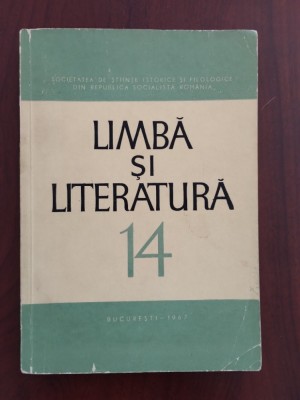 SOCIETATEA DE ȘTIINȚE ISTORICE ȘI FILOLOGICE
DIN REPUBLICA SOCIALISTĂ ROMÂNIA
LIMBĂ
ȘI
LITERATURĂ
14
BUCUREȘTI - 1967